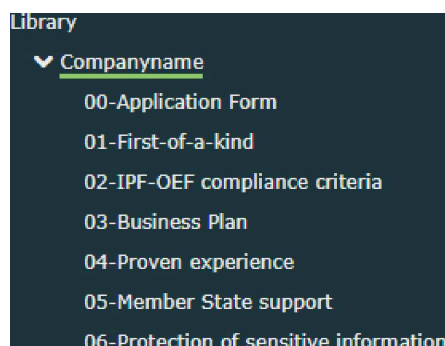 Library
Companyname
00-Application Form
01-First-of-a-kind
02-IPF-OEF compliance criteria
03-Business Plan
04-Proven experience
05-Member State support
06-Protection of sensitive information